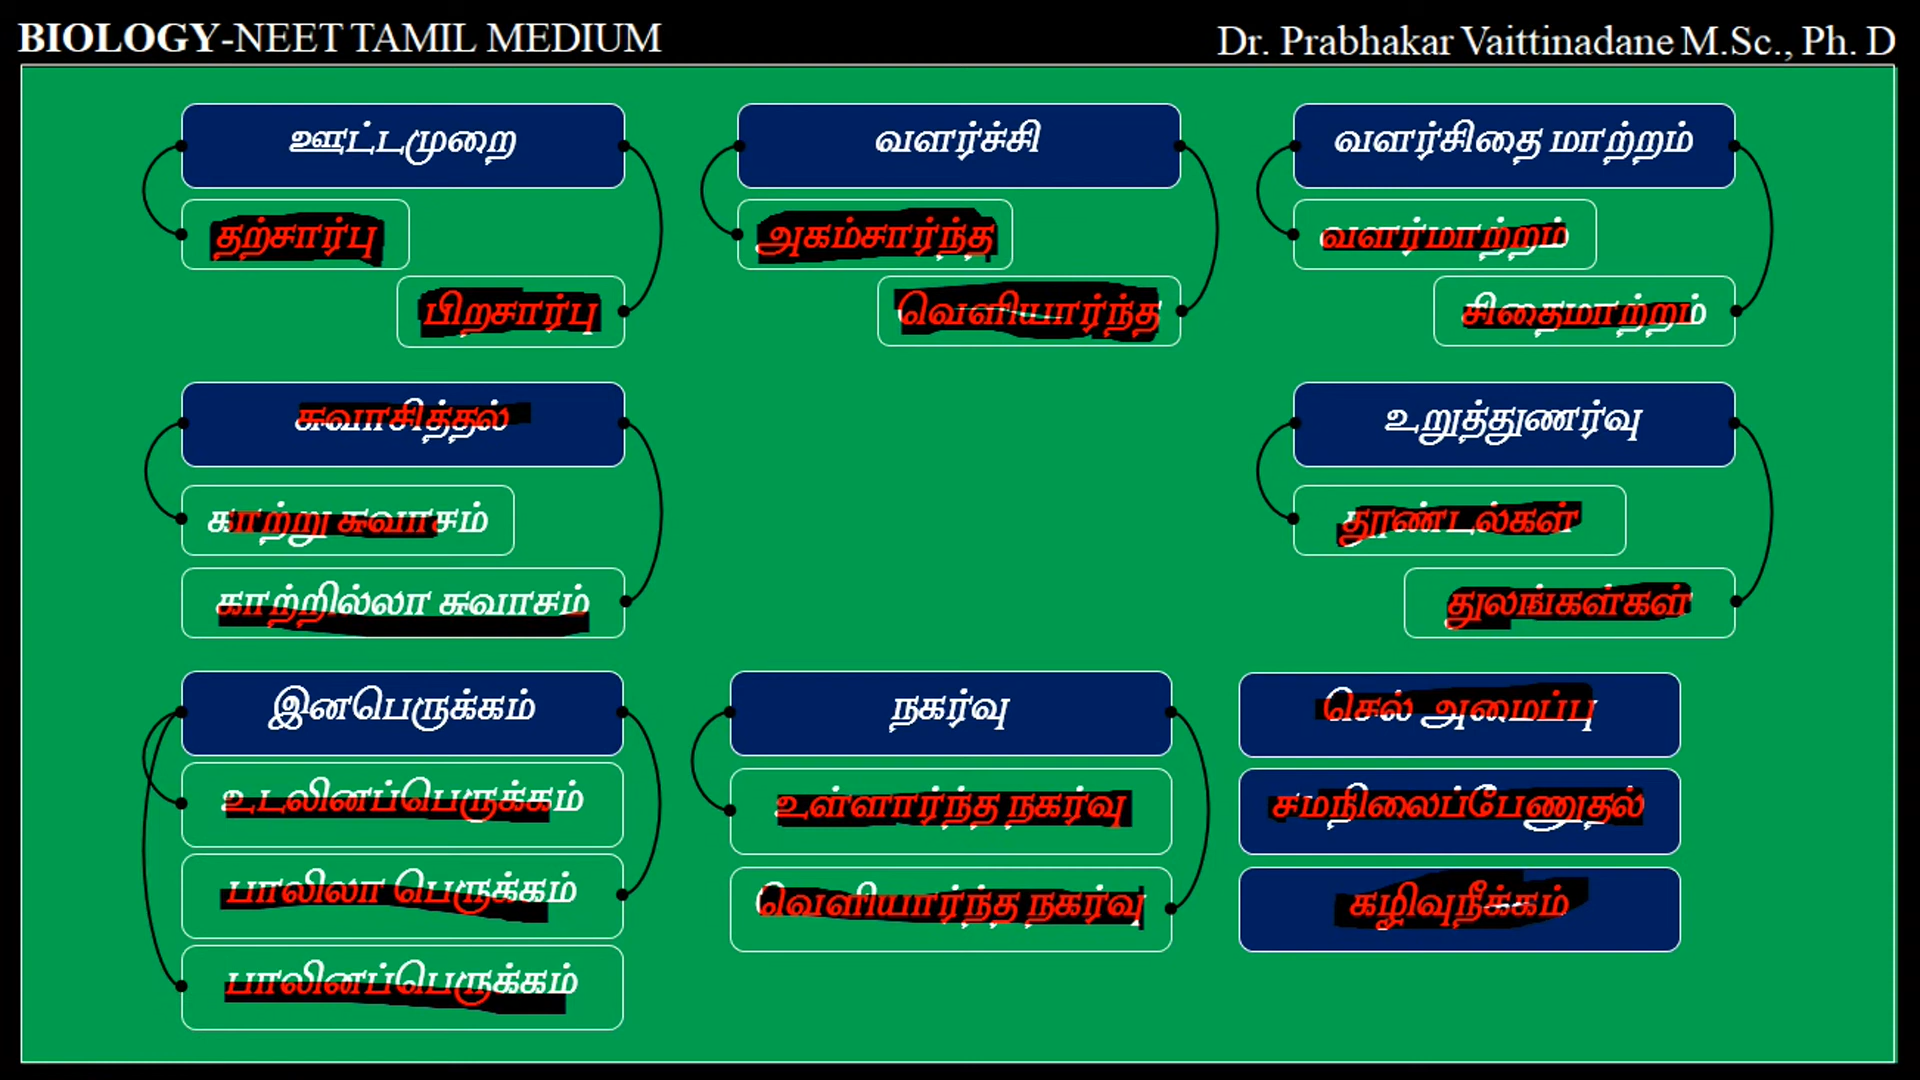 BIOLOGY-NEET TAMIL MEDIUM
Dr. Prabhakar Vaittinadane M.Sc., Ph. D
ஊட்டமுறை
தற்சார்பு
பிறசார்பு
வளர்ச்சி
அகம்சார்ந்த
வெளியார்ந்த
வளர்சிதை மாற்றம்
வளர்மாற்றம்
சிதைமாற்றம்
சுவாசித்தல்
காற்று சுவாசம்
காற்றில்லா சுவாசம்
உறுத்துணர்வு
தூண்டல்கள்
துலங்கள்கள்
இனபெருக்கம்
உடலினப்பெருக்கம்
பாலிலா பெருக்கம்
பாலினப்பெருக்கம்
நகர்வு
உள்ளார்ந்த நகர்வு
வெளியார்ந்த நகர்வு
செல் அமைப்பு
சமநிலைப்பேணுதல்
கழிவுநீக்கம்